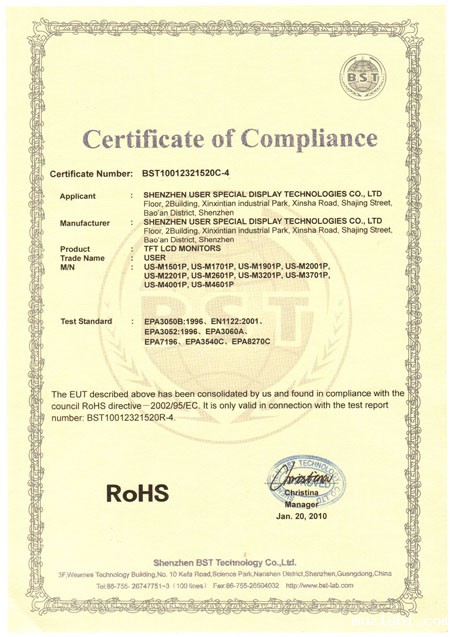 BST
Certificate of Compliance
Certificate Number: BST10012321520C-4
Applicant : SHENZHEN USER SPECIAL DISPLAY TECHNOLOGIES CO., LTD
Floor, 2Building, Xinxintian industrial Park, Xinsha Road, Shajing Street,
Bao'an District, Shenzhen
Manufacturer : SHENZHEN USER SPECIAL DISPLAY TECHNOLOGIES CO., LTD
Floor, 2Building, Xinxintian industrial Park, Xinsha Road, Shajing Street,
Bao'an District, Shenzhen
Product : TFT LCD MONITORS
Trade Name : USER
M/N : US-M1501P, US-M1701P, US-M1901P, US-M2001P,
US-M2201P, US-M2601P, US-M3201P, US-M3701P,
US-M4001P, US-M4601P
BST
Test Standard : EPA3050B:1996、EN1122:2001、
EPA3052:1996、EPA3060A、
EPA7196、EPA3540C、EPA8270C
The EUT described above has been consolidated by us and found in compliance with the
council RoHS directive—2002/95/EC. It is only valid in connection with the test report
number: BST10012321520R-4.
RoHS
Christina
Christina
Manager
Jan. 20, 2010
Shenzhen BST Technology Co.,Ltd.
3F,Weames Technology Building,No. 10 Kefa Road,Science Park,Nanshan District,Shenzhen,Guangdong,China
Tel:86-755- 26747751~3 (100 lines) Fax:86-755-26504032 http://www.bst-lab.com